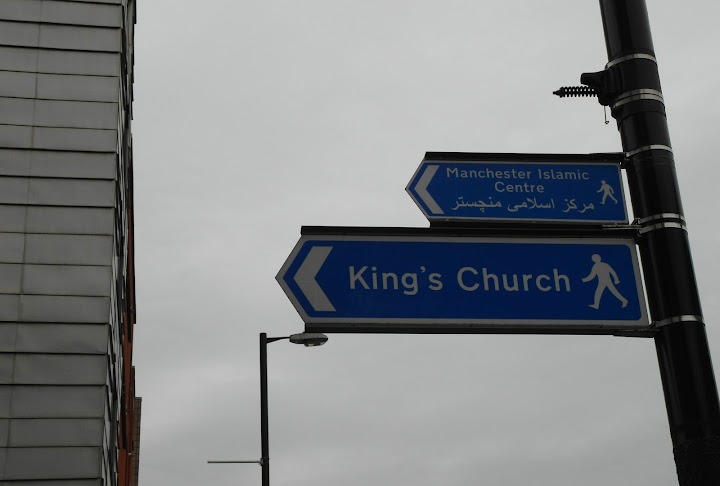 Manchester Islamic
Centre
مرکز اسلامی منچستر
King's Church